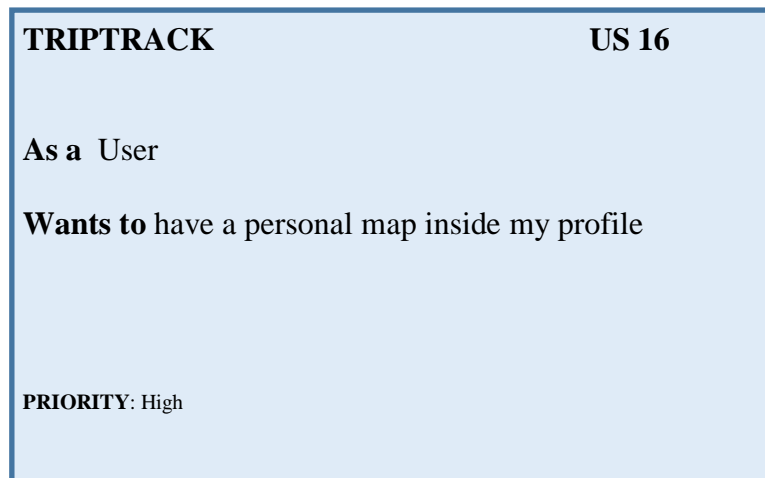 TRIPTRACK US 16
As a User
Wants to have a personal map inside my profile
PRIORITY: High